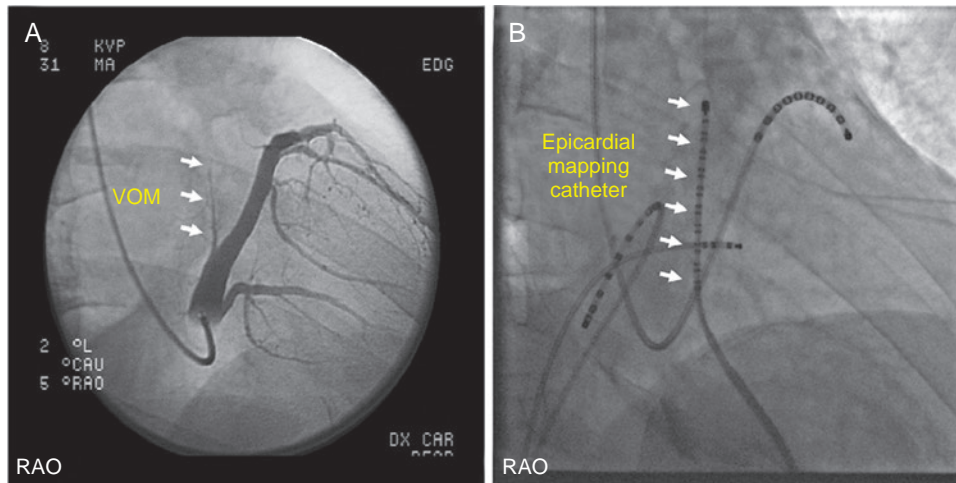 A
8 KVP
31 MA
EDG
VOM
2 °L
°CAU
5 °RAO
DX CAR
RAO
B
Epicardial
mapping
catheter
RAO